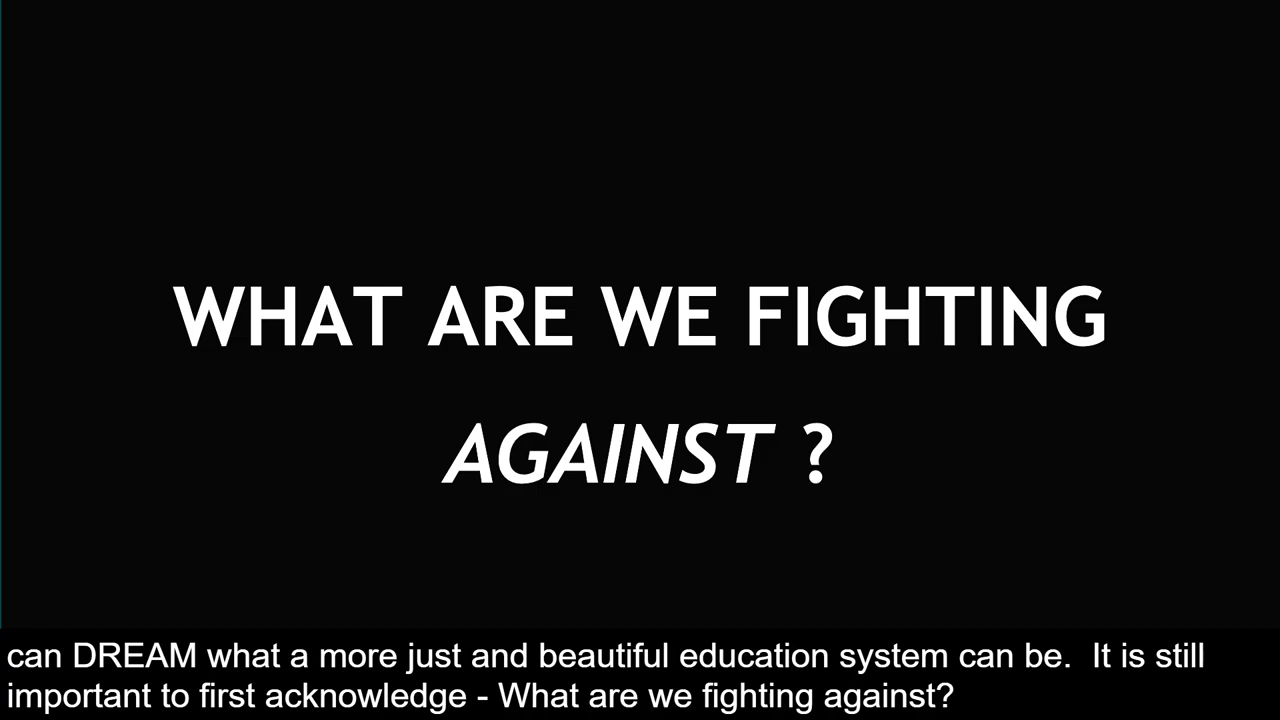 WHAT ARE WE FIGHTING
AGAINST ?
can DREAM what a more just and beautiful education system can be.  It is still
important to first acknowledge - What are we fighting against?